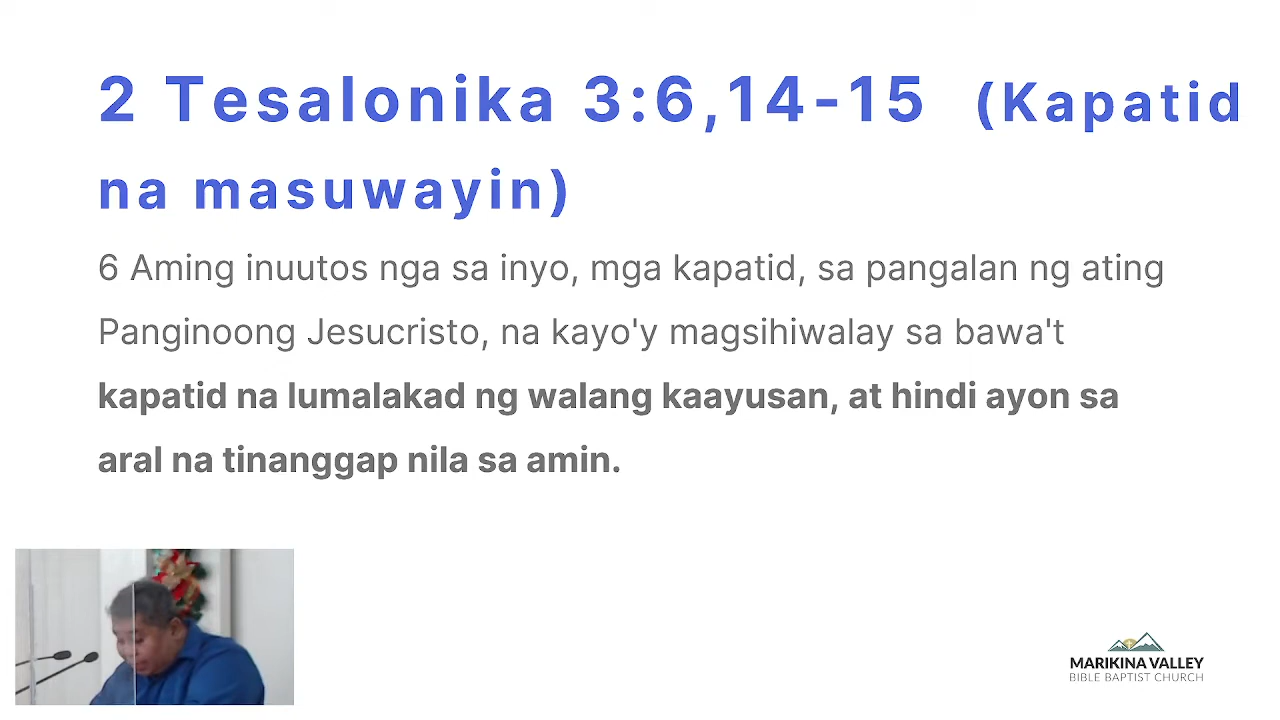 2 Tesalonika 3:6,14-15 (Kapatid
na masuwayin)
6 Aming inuutos nga sa inyo, mga kapatid, sa pangalan ng ating
Panginoong Jesucristo, na kayo'y magsihiwalay sa bawa't
kapatid na lumalakad ng walang kaayusan, at hindi ayon sa
aral na tinanggap nila sa amin.
MARIKINA VALLEY
BIBLE BAPTIST CHURCH